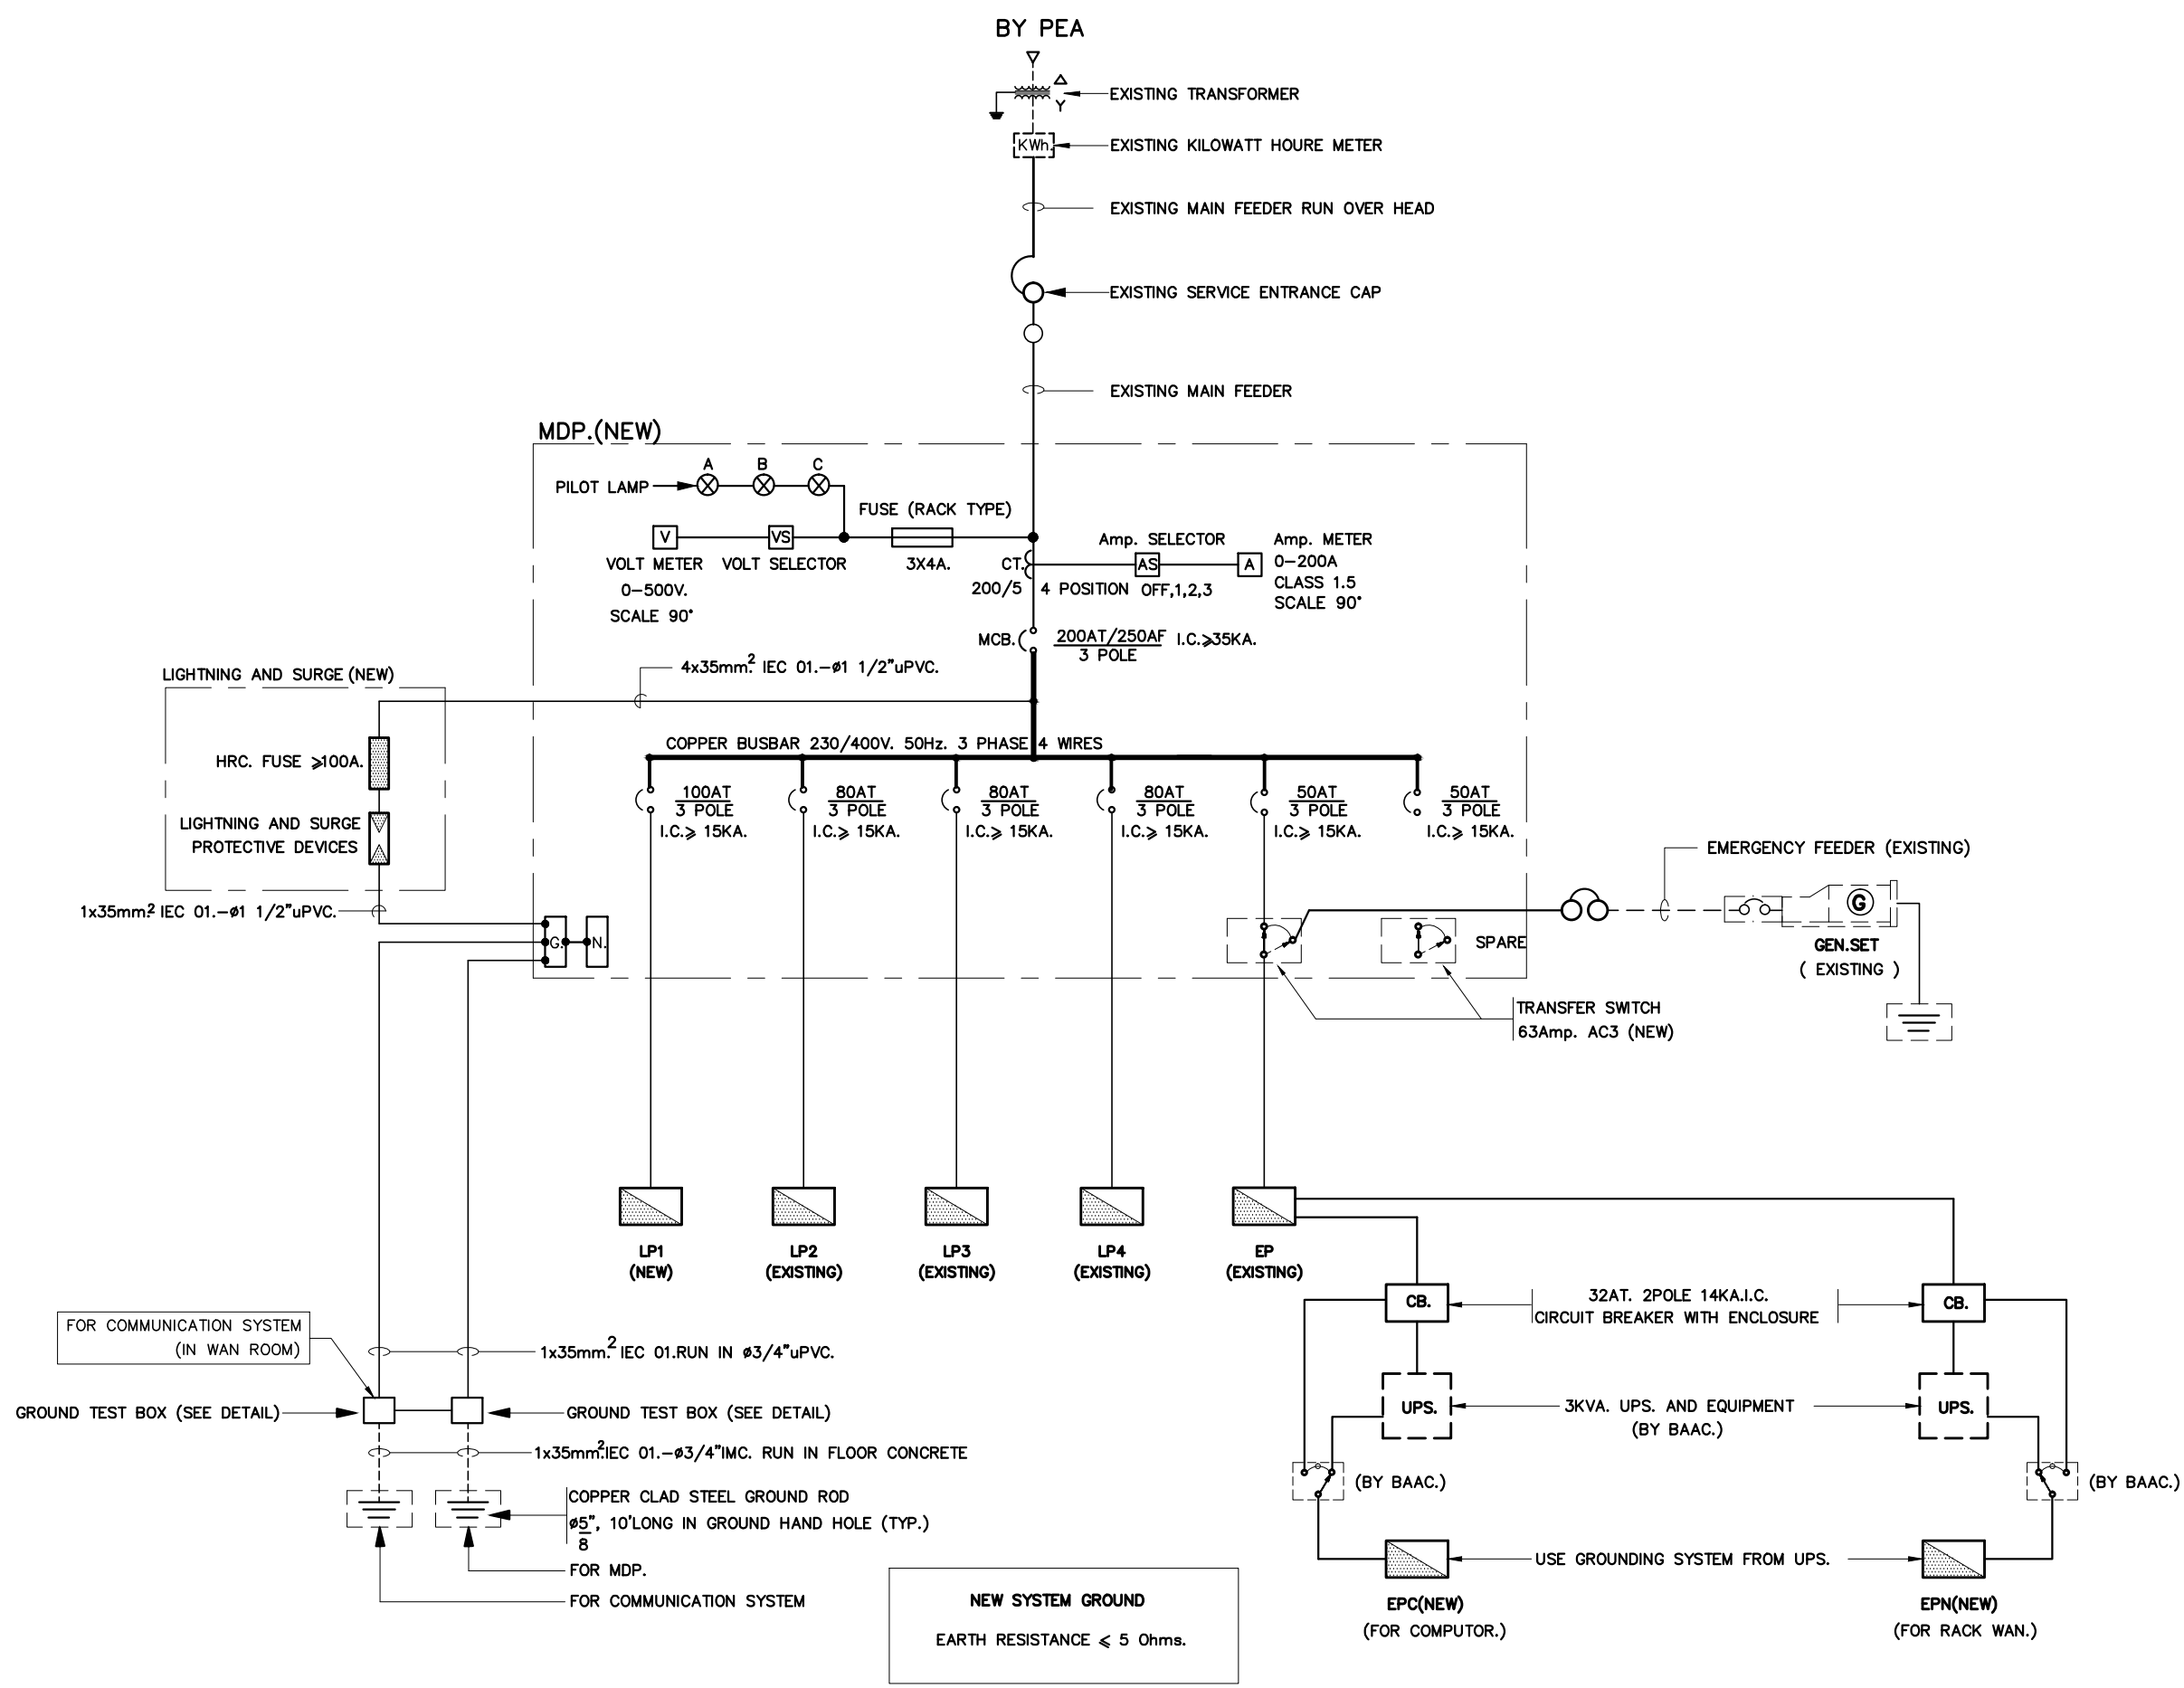 BY PEA
EXISTING TRANSFORMER
Y
KWh.
EXISTING KILOWATT HOURE METER
EXISTING MAIN FEEDER RUN OVER HEAD
EXISTING SERVICE ENTRANCE CAP
EXISTING MAIN FEEDER
MDP.(NEW)
A B C
PILOT LAMP
FUSE (RACK TYPE)
V VS
VOLT METER VOLT SELECTOR 3X4A.
0-500V.
SCALE 90°
CT.
200/5
Amp. SELECTOR
AS
4 POSITION OFF,1,2,3
A
Amp. METER
0-200A
CLASS 1.5
SCALE 90°
MCB.
200AT/250AF I.C.⩾35KA.
3 POLE
4x35mm.² IEC 01.-ø1 1/2"uPVC.
LIGHTNING AND SURGE (NEW)
HRC. FUSE ⩾100A.
LIGHTNING AND SURGE
PROTECTIVE DEVICES
1x35mm² IEC 01.-ø1 1/2"uPVC.
COPPER BUSBAR 230/400V. 50Hz. 3 PHASE 4 WIRES
100AT
3 POLE
I.C.⩾ 15KA.
80AT
3 POLE
I.C.⩾ 15KA.
80AT
3 POLE
I.C.⩾ 15KA.
80AT
3 POLE
I.C.⩾ 15KA.
50AT
3 POLE
I.C.⩾ 15KA.
50AT
3 POLE
I.C.⩾ 15KA.
G. N.
SPARE
EMERGENCY FEEDER (EXISTING)
G
GEN.SET
( EXISTING )
TRANSFER SWITCH
63Amp. AC3 (NEW)
LP1
(NEW)
LP2
(EXISTING)
LP3
(EXISTING)
LP4
(EXISTING)
EP
(EXISTING)
FOR COMMUNICATION SYSTEM
(IN WAN ROOM)
1x35mm.² IEC 01.RUN IN ø3/4"uPVC.
GROUND TEST BOX (SEE DETAIL)
GROUND TEST BOX (SEE DETAIL)
1x35mm.²IEC 01.-ø3/4"IMC. RUN IN FLOOR CONCRETE
COPPER CLAD STEEL GROUND ROD
ø5/8", 10'LONG IN GROUND HAND HOLE (TYP.)
FOR MDP.
FOR COMMUNICATION SYSTEM
CB.
32AT. 2POLE 14KA.I.C.
CIRCUIT BREAKER WITH ENCLOSURE
CB.
UPS.
3KVA. UPS. AND EQUIPMENT
(BY BAAC.)
UPS.
(BY BAAC.)
(BY BAAC.)
USE GROUNDING SYSTEM FROM UPS.
EPC(NEW)
(FOR COMPUTOR.)
EPN(NEW)
(FOR RACK WAN.)
NEW SYSTEM GROUND
EARTH RESISTANCE ⩽ 5 Ohms.